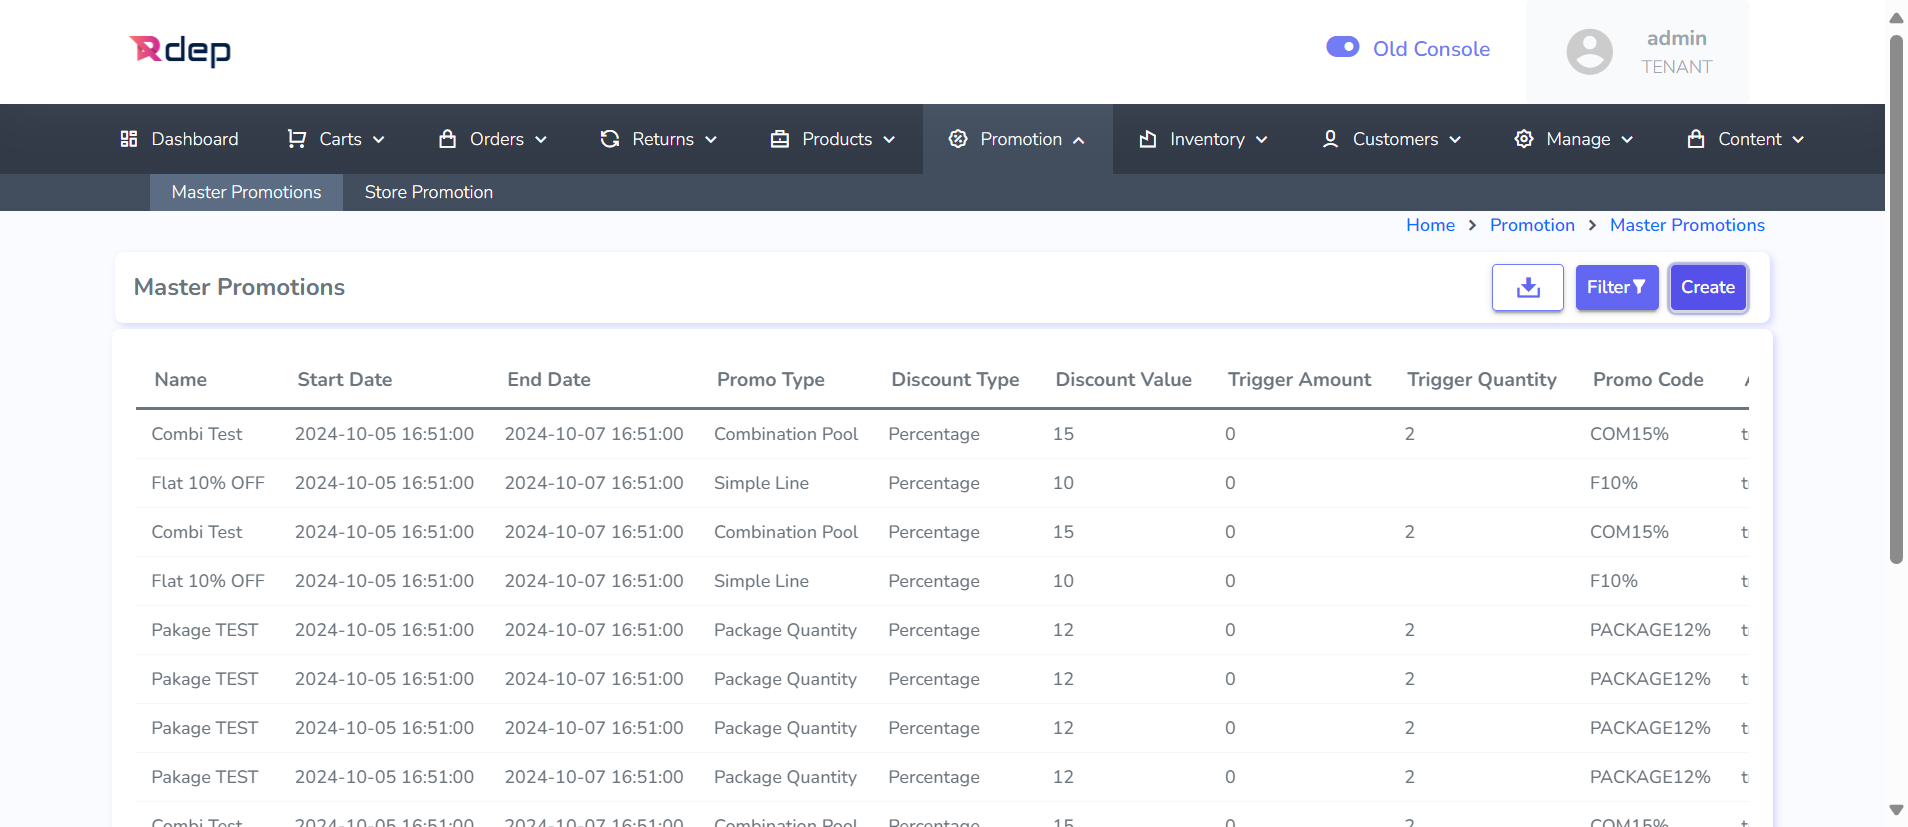 Rdep
Old Console
admin
TENANT
Dashboard Carts Orders Returns Products Promotion Inventory Customers Manage Content
Master Promotions Store Promotion
Home > Promotion > Master Promotions
Master Promotions Filter Create
Name Start Date End Date Promo Type Discount Type Discount Value Trigger Amount Trigger Quantity Promo Code
Combi Test 2024-10-05 16:51:00 2024-10-07 16:51:00 Combination Pool Percentage 15 0 2 COM15%
Flat 10% OFF 2024-10-05 16:51:00 2024-10-07 16:51:00 Simple Line Percentage 10 0 F10%
Combi Test 2024-10-05 16:51:00 2024-10-07 16:51:00 Combination Pool Percentage 15 0 2 COM15%
Flat 10% OFF 2024-10-05 16:51:00 2024-10-07 16:51:00 Simple Line Percentage 10 0 F10%
Pakage TEST 2024-10-05 16:51:00 2024-10-07 16:51:00 Package Quantity Percentage 12 0 2 PACKAGE12%
Pakage TEST 2024-10-05 16:51:00 2024-10-07 16:51:00 Package Quantity Percentage 12 0 2 PACKAGE12%
Pakage TEST 2024-10-05 16:51:00 2024-10-07 16:51:00 Package Quantity Percentage 12 0 2 PACKAGE12%
Pakage TEST 2024-10-05 16:51:00 2024-10-07 16:51:00 Package Quantity Percentage 12 0 2 PACKAGE12%
Combi Test 2024-10-05 16:51:00 2024-10-07 16:51:00 Combination Pool Percentage 15 0 2 COM15%